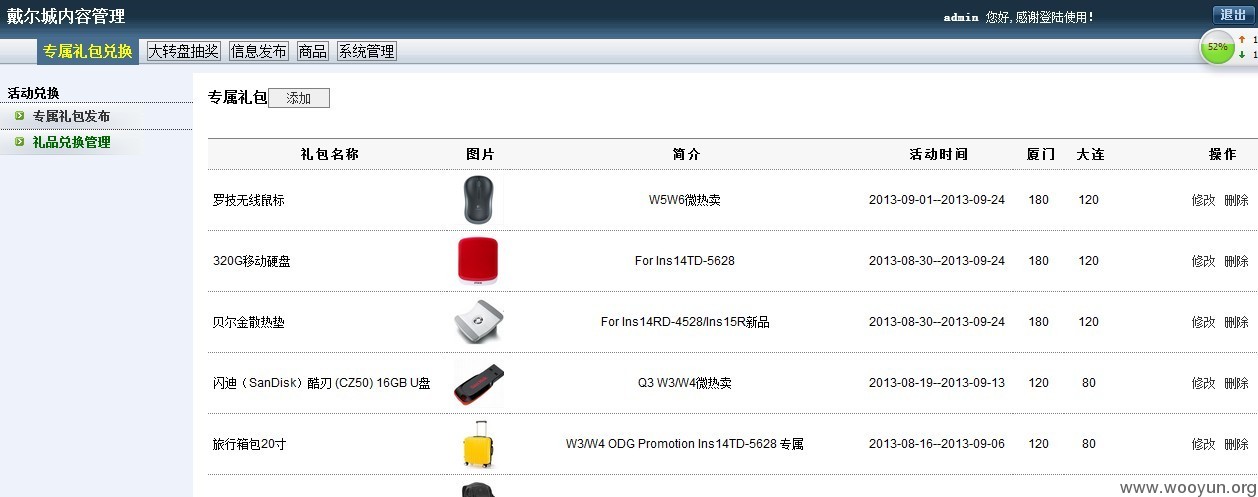 戴尔城内容管理
admin 您好,感谢登陆使用!
退出
专属礼包兑换 大转盘抽奖 信息发布 商品 系统管理
52%
1
1
活动兑换
专属礼包发布
礼品兑换管理
专属礼包 添加
礼包名称 图片 简介 活动时间 厦门 大连 操作
罗技无线鼠标 W5W6微热卖 2013-09-01--2013-09-24 180 120 修改 删除
320G移动硬盘 For Ins14TD-5628 2013-08-30--2013-09-24 180 120 修改 删除
贝尔金散热垫 For Ins14RD-4528/Ins15R新品 2013-08-30--2013-09-24 180 120 修改 删除
闪迪（SanDisk）酷刃 (CZ50) 16GB U盘 Q3 W3/W4微热卖 2013-08-19--2013-09-13 120 80 修改 删除
旅行箱包20寸 W3/W4 ODG Promotion Ins14TD-5628 专属 2013-08-16--2013-09-06 120 80 修改 删除
www.wooyun.org